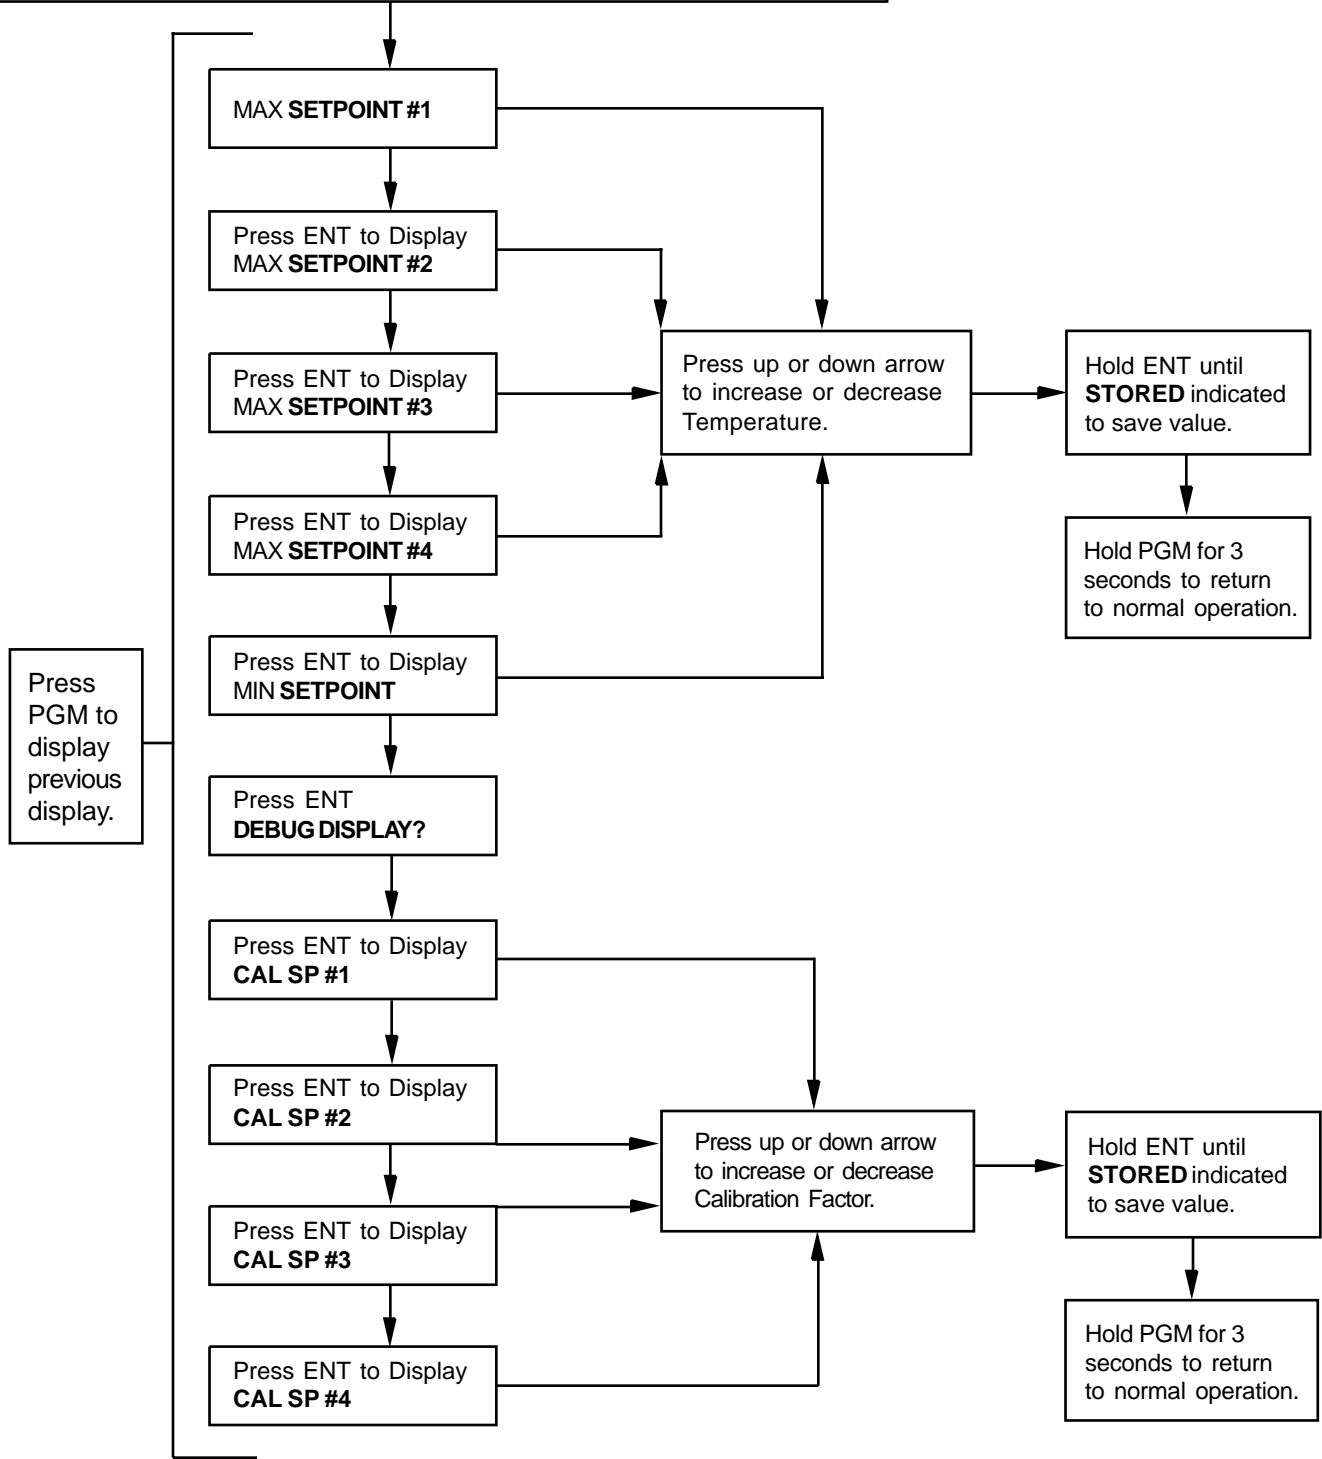 MAX SETPOINT #1
Press ENT to Display
MAX SETPOINT #2
Press ENT to Display
MAX SETPOINT #3
Press up or down arrow
to increase or decrease
Temperature.
Hold ENT until
STORED indicated
to save value.
Press ENT to Display
MAX SETPOINT #4
Hold PGM for 3
seconds to return
to normal operation.
Press ENT to Display
MIN SETPOINT
Press
PGM to
display
previous
display.
Press ENT
DEBUG DISPLAY?
Press ENT to Display
CAL SP #1
Press ENT to Display
CAL SP #2
Press up or down arrow
to increase or decrease
Calibration Factor.
Hold ENT until
STORED indicated
to save value.
Press ENT to Display
CAL SP #3
Press ENT to Display
CAL SP #4
Hold PGM for 3
seconds to return
to normal operation.